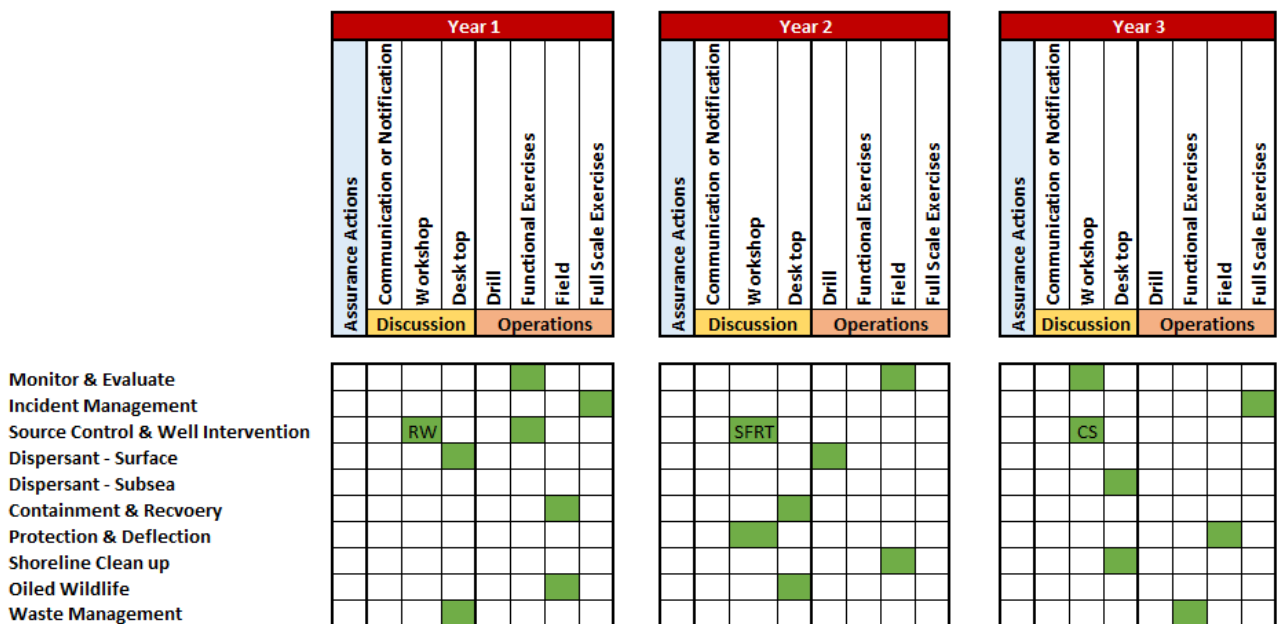 Year 1
Year 2
Year 3
Assurance Actions
Communication or Notification
Workshop
Desk top
Drill
Functional Exercises
Field
Full Scale Exercises
Assurance Actions
Communication or Notification
Workshop
Desk top
Drill
Functional Exercises
Field
Full Scale Exercises
Assurance Actions
Communication or Notification
Workshop
Desk top
Drill
Functional Exercises
Field
Full Scale Exercises
Discussion
Operations
Discussion
Operations
Discussion
Operations
Monitor & Evaluate
Incident Management
Source Control & Well Intervention RW SFRT CS
Dispersant - Surface
Dispersant - Subsea
Containment & Recvoery
Protection & Deflection
Shoreline Clean up
Oiled Wildlife
Waste Management